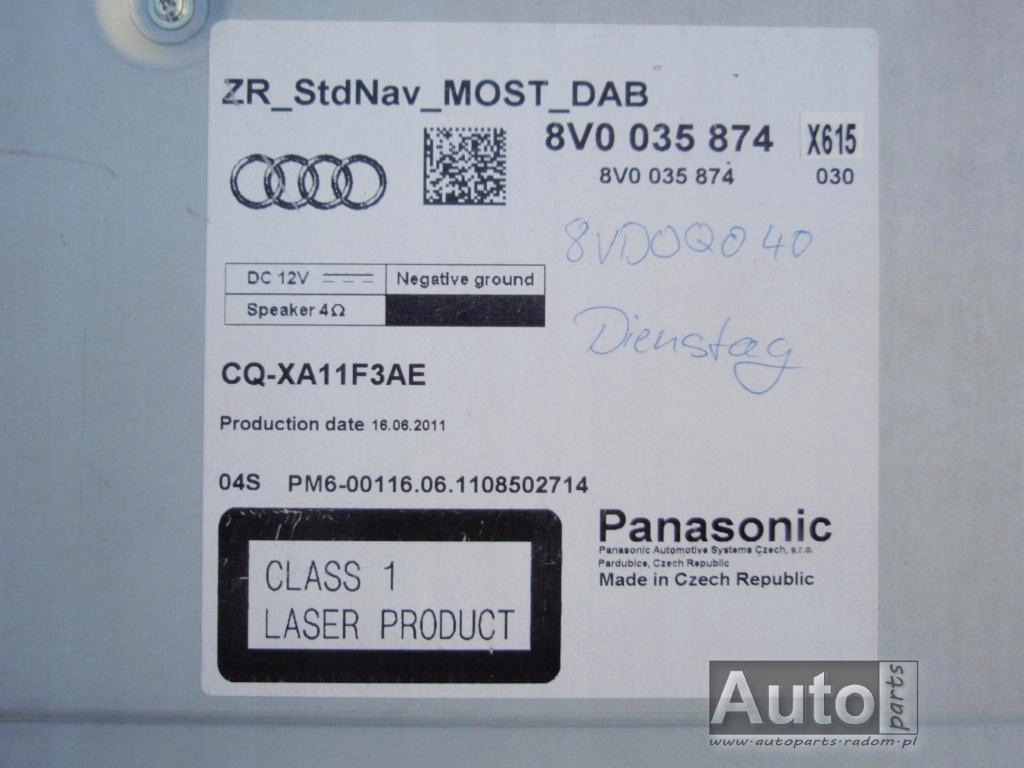 ZR_StdNav_MOST_DAB
8V0 035 874 X615
8V0 035 874 030
8VD0Q040
DC 12V Negative ground
Speaker 4Ω
Dienstag
CQ-XA11F3AE
Production date 16.06.2011
04S PM6-00116.06.1108502714
CLASS 1
LASER PRODUCT
Panasonic
Panasonic Automotive Systems Czech, s.r.o.
Pardubice, Czech Republic
Made in Czech Republic
Auto parts
www.autoparts-radom.pl